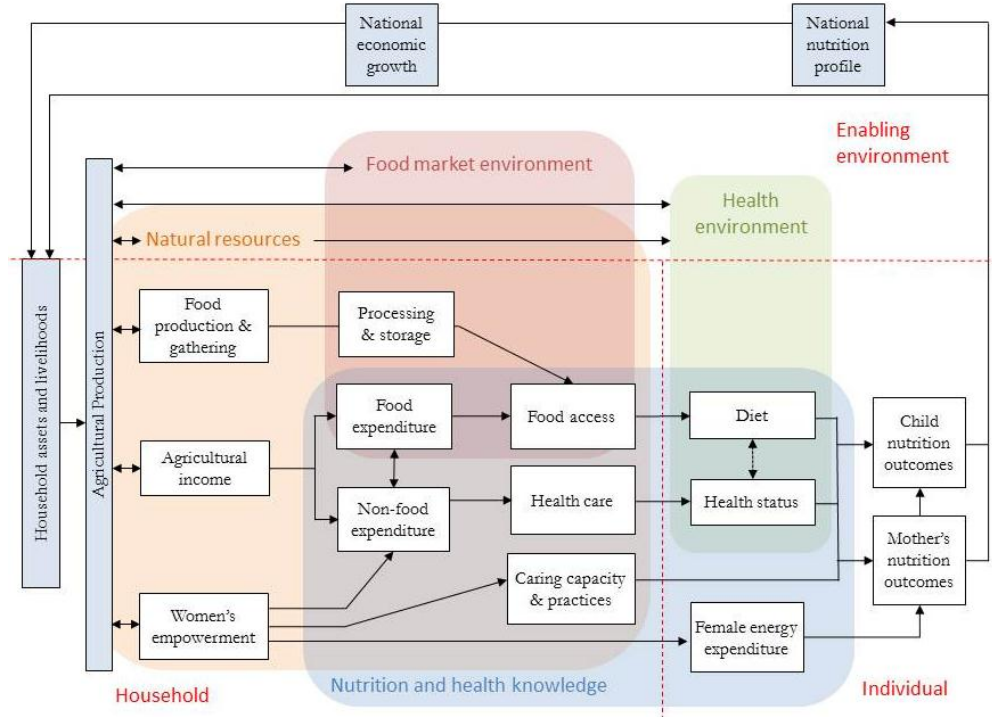 National
economic
growth
National
nutrition
profile
Enabling
environment
Food market environment
Health
environment
Natural resources
Household assets and livelihoods
Agricultural Production
Food
production &
gathering
Processing
& storage
Food
expenditure
Food access
Diet
Child
nutrition
outcomes
Agricultural
income
Non-food
expenditure
Health care
Health status
Mother's
nutrition
outcomes
Women's
empowerment
Caring capacity
& practices
Female energy
expenditure
Household
Nutrition and health knowledge
Individual